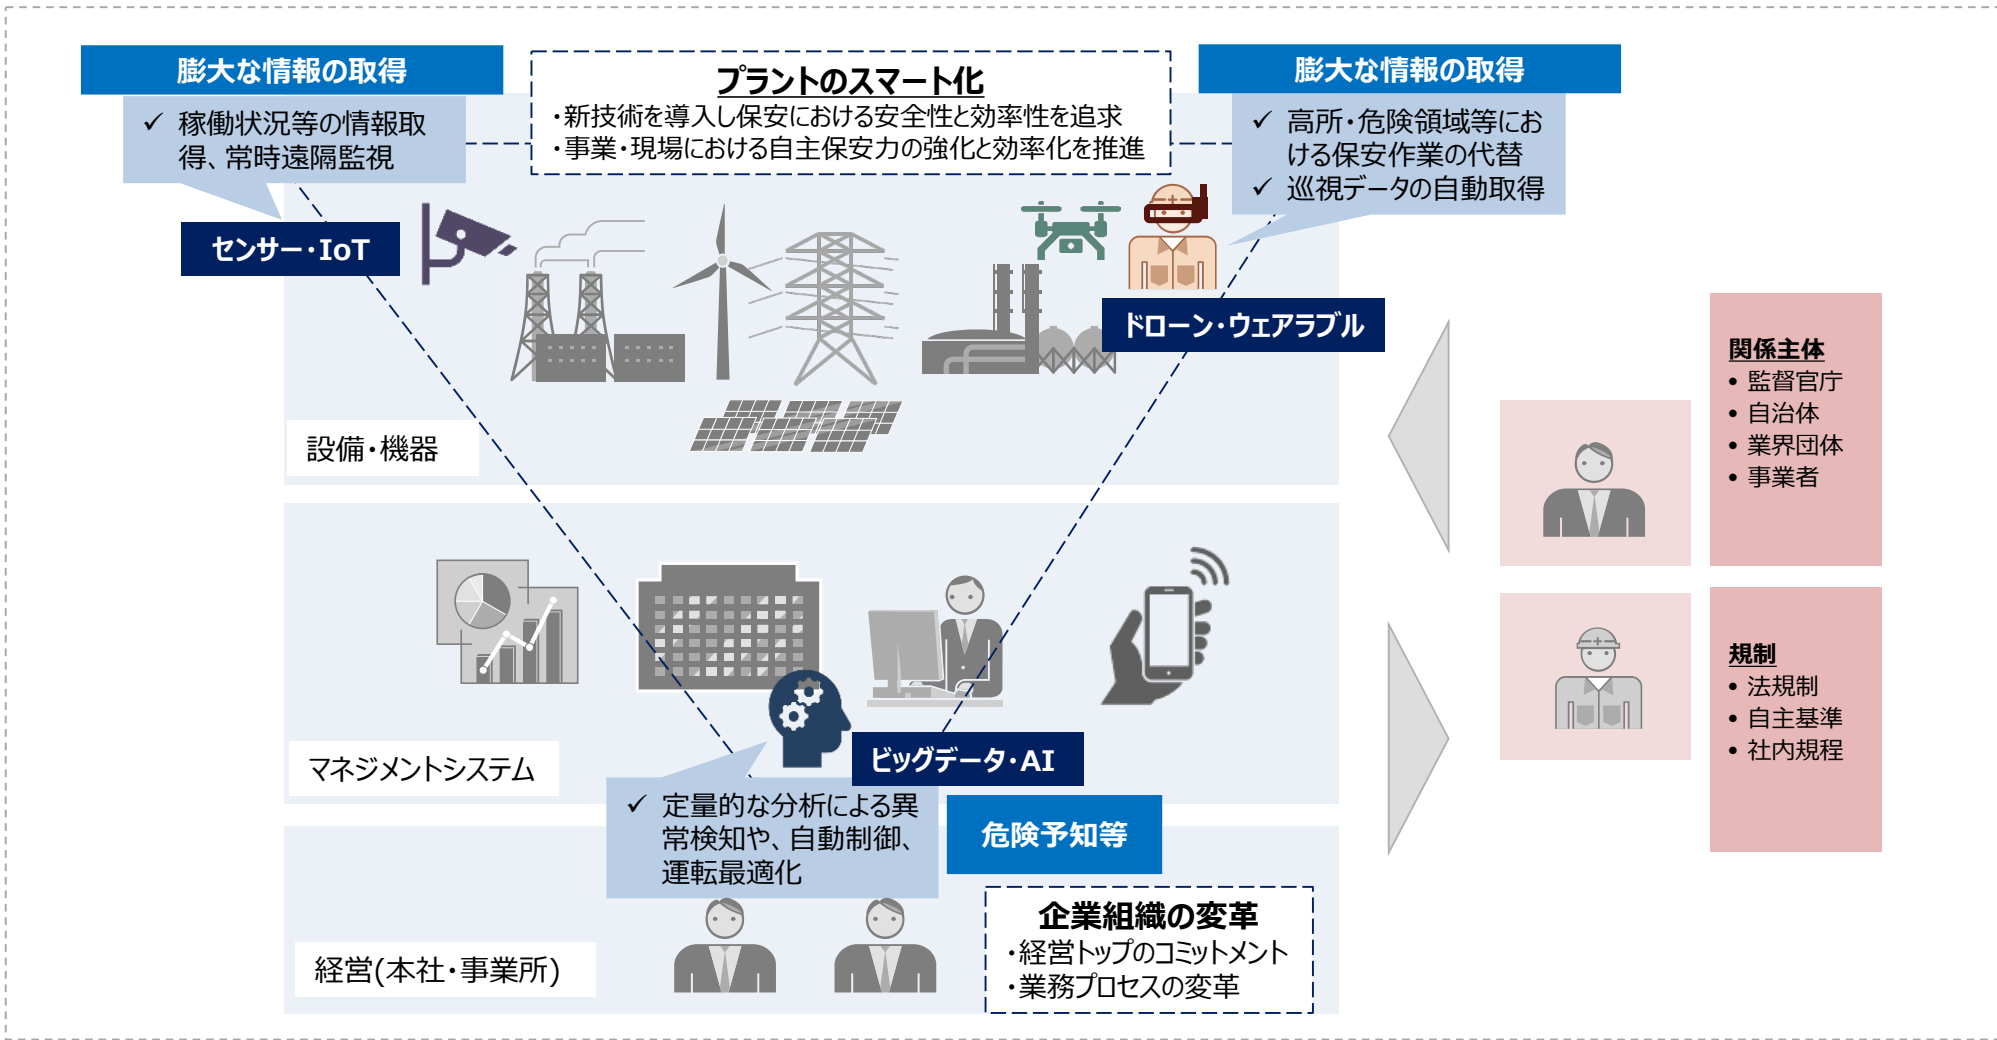 膨大な情報の取得
✓ 稼働状況等の情報取
得、常時遠隔監視
センサー・IoT
プラントのスマート化
・新技術を導入し保安における安全性と効率性を追求
・事業・現場における自主保安力の強化と効率化を推進
膨大な情報の取得
✓ 高所・危険領域等にお
ける保安作業の代替
✓ 巡視データの自動取得
ドローン・ウェアラブル
設備・機器
マネジメントシステム
ビッグデータ・AI
✓ 定量的な分析による異
常検知や、自動制御、
運転最適化
危険予知等
経営(本社・事業所)
企業組織の変革
・経営トップのコミットメント
・業務プロセスの変革
関係主体
• 監督官庁
• 自治体
• 業界団体
• 事業者
規制
• 法規制
• 自主基準
• 社内規程